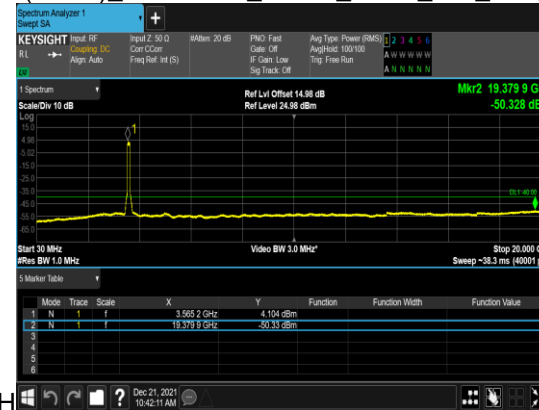 Spectrum Analyzer 1
Swept SA
+
KEYSIGHT
Input: RF
Input Z: 50 Ω
#Atten: 20 dB
PNO: Fast
Avg Type: Power (RMS)
1 2 3 4 5 6
RL
Coupling: DC
Corr CCorr
Gate: Off
Avg|Hold: 100/100
A W W W W W
Align: Auto
Freq Ref: Int (S)
IF Gain: Low
Trig: Free Run
Sig Track: Off
A N N N N N
1 Spectrum
Ref Lvl Offset 14.98 dB
Mkr2 19.379 9 G
Scale/Div 10 dB
Ref Level 24.98 dBm
-50.328 dE
Log
15.0
1
4.98
-5.02
-15.0
-25.0
-35.0
DL1 -40.00
-45.0
-55.0
-65.0
Start 30 MHz
Video BW 3.0 MHz*
Stop 20.000
#Res BW 1.0 MHz
Sweep ~38.3 ms (40001
5 Marker Table
Mode Trace Scale X Y Function Function Width Function Value
1 N 1 f 3.565 2 GHz 4.104 dBm
2 N 1 f 19.379 9 GHz -50.33 dBm
3
4
5
6
H
?
Dec 21, 2021
10:42:11 AM